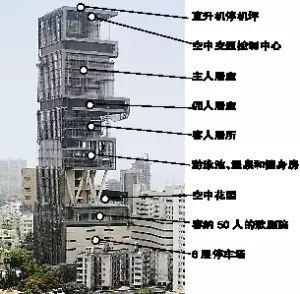 直升机停机坪
空中交通控制中心
主人居室
佣人居室
客人居所
游泳池、温泉和健身房
空中花园
容纳50人的放映院
6层停车场